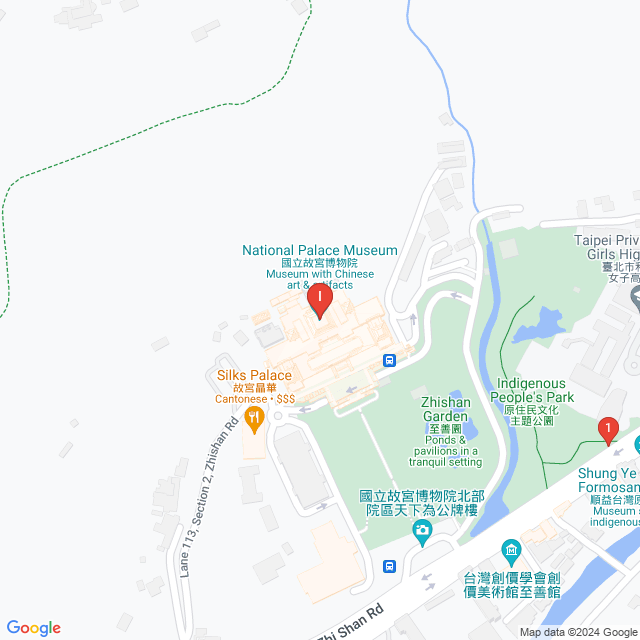 National Palace Museum
國立故宮博物院
Museum with Chinese
art & artifacts
I
Taipei Priv
Girls Hig
臺北市私
女子高
Silks Palace
故宮晶華
Cantonese • $$$
Zhishan
Garden
至善園
Ponds &
pavilions in a
tranquil setting
Indigenous
People's Park
原住民文化
主題公園
1
Shung Ye
Formosan
順益台灣原
Museum s
indigenous
Lane 113, Section 2, Zhishan Rd
國立故宮博物院北部
院區天下為公牌樓
台灣創價學會創
價美術館至善館
Zhi Shan Rd
Google
Map data ©2024 Google